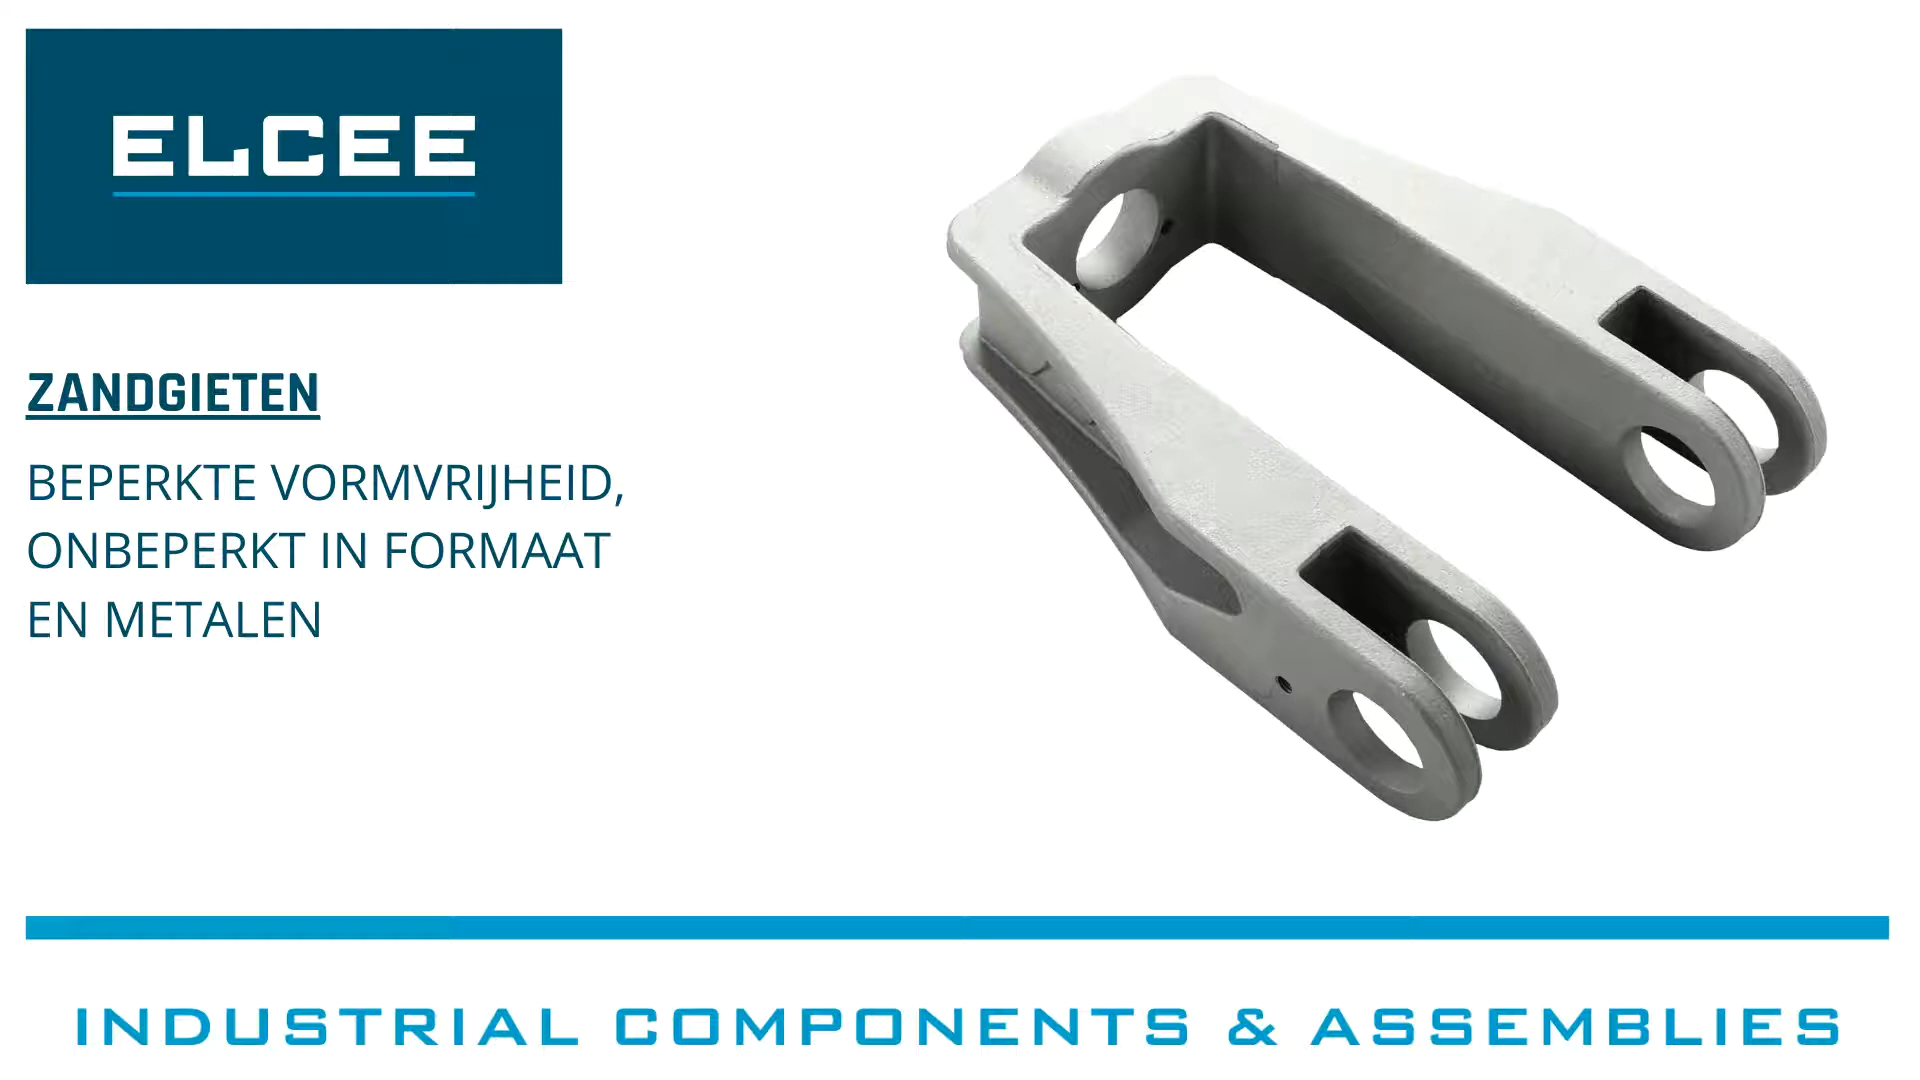 ELCEE
ZANDGIETEN
BEPERKTE VORMVRIJHEID,
ONBEPERKT IN FORMAAT
EN METALEN
INDUSTRIAL COMPONENTS & ASSEMBLIES